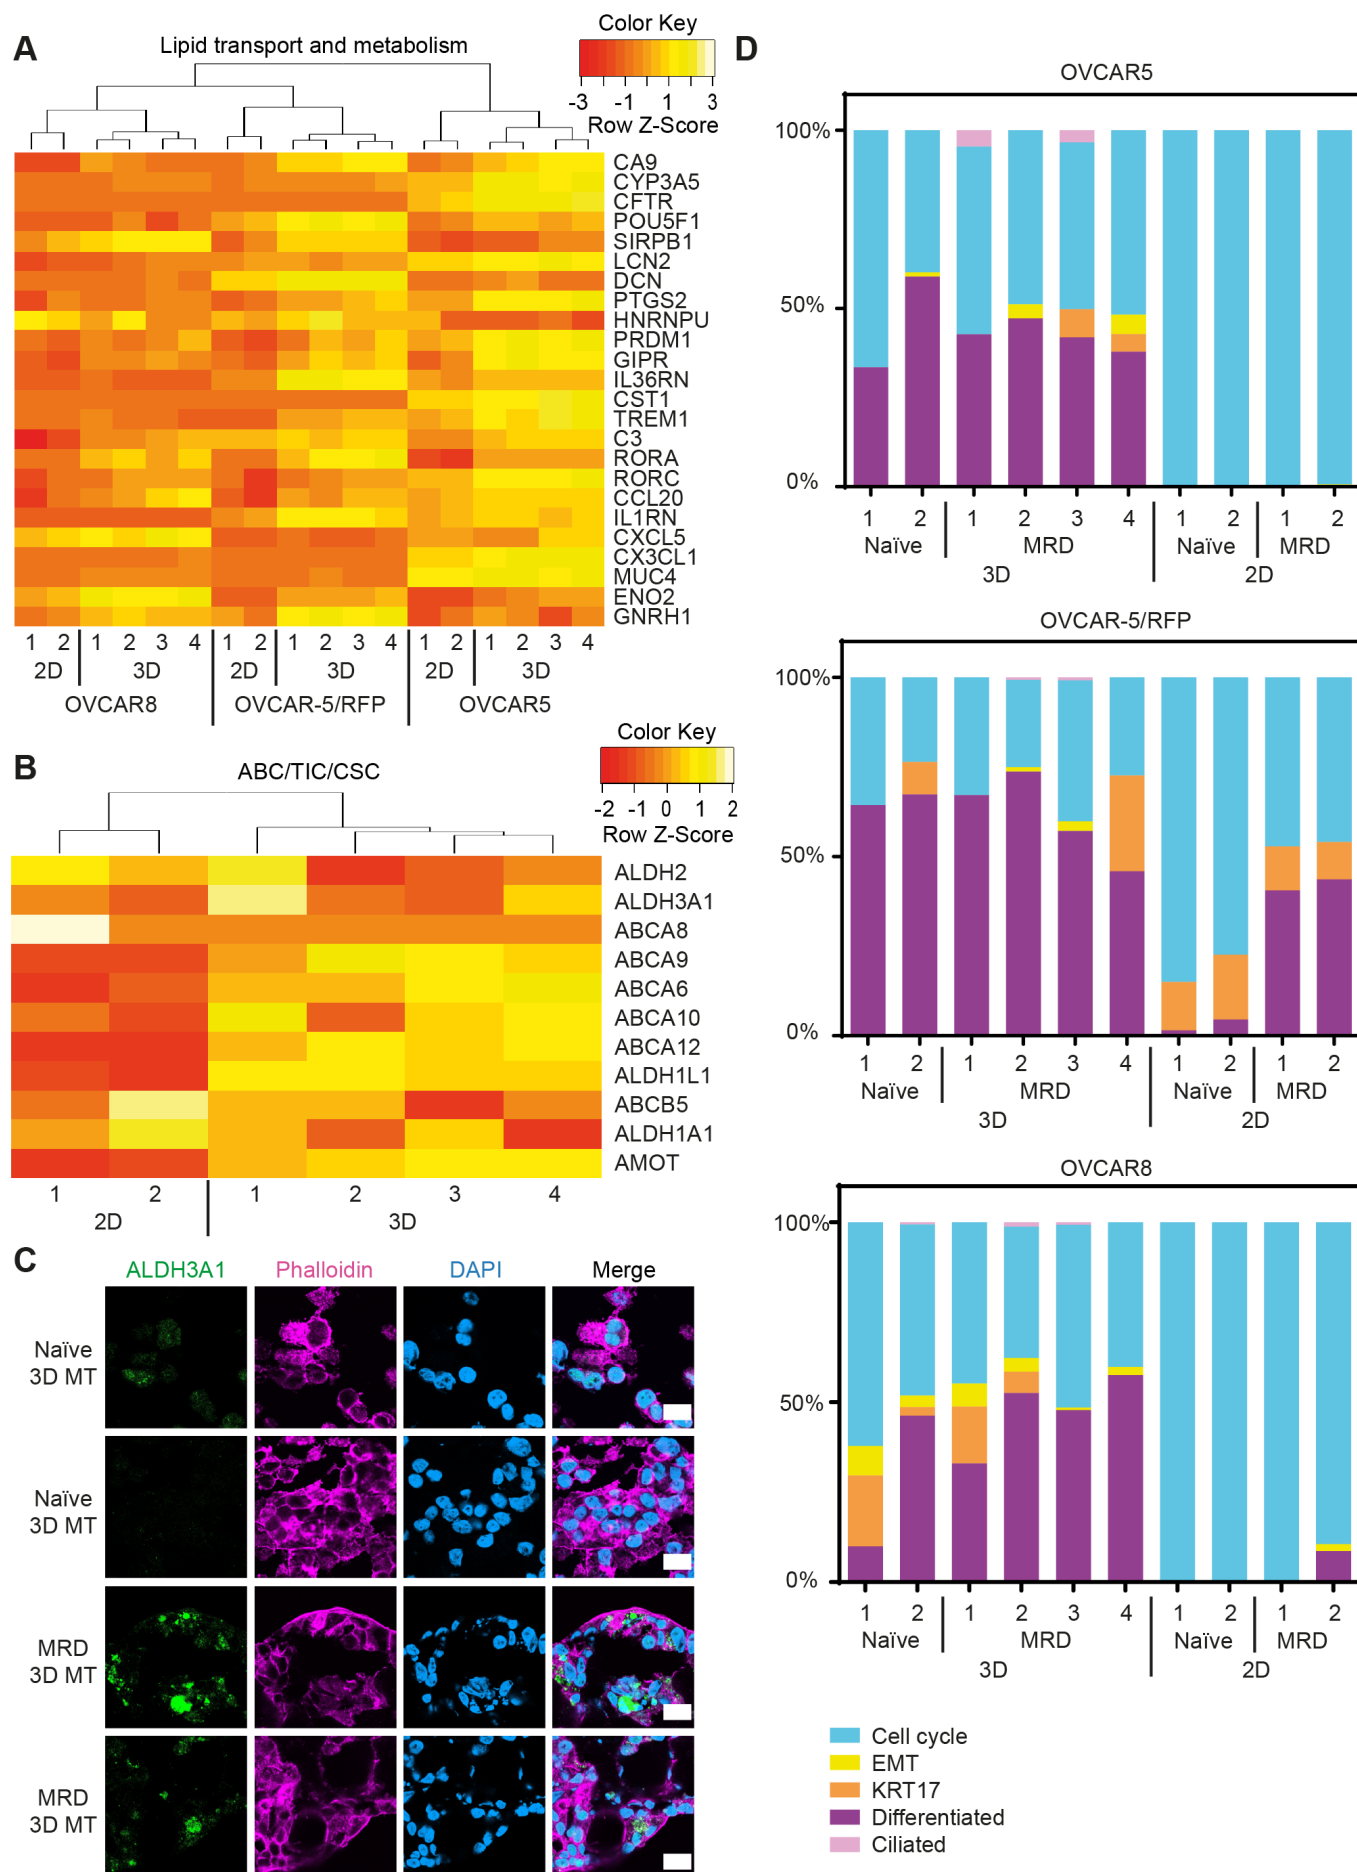 A
Lipid transport and metabolism
Color Key
-3 -1 1 3
Row Z-Score
CA9
CYP3A5
CFTR
POU5F1
SIRPB1
LCN2
DCN
PTGS2
HNRNPU
PRDM1
GIPR
IL36RN
CST1
TREM1
C3
RORA
RORC
CCL20
IL1RN
CXCL5
CX3CL1
MUC4
ENO2
GNRH1
1 2 1 2 3 4 1 2 1 2 3 4 1 2 1 2 3 4
2D 3D 2D 3D 2D 3D
OVCAR8 OVCAR-5/RFP OVCAR5
B
ABC/TIC/CSC
Color Key
-2 -1 0 1 2
Row Z-Score
ALDH2
ALDH3A1
ABCA8
ABCA9
ABCA6
ABCA10
ABCA12
ALDH1L1
ABCB5
ALDH1A1
AMOT
1 2 1 2 3 4
2D 3D
C
ALDH3A1 Phalloidin DAPI Merge
Naïve
3D MT
Naïve
3D MT
MRD
3D MT
MRD
3D MT
D
OVCAR5
100%
50%
0%
1 2 1 2 3 4 1 2 1 2
Naïve MRD Naïve MRD
3D 2D
OVCAR-5/RFP
100%
50%
0%
1 2 1 2 3 4 1 1 1 2
Naïve MRD Naïve MRD
3D 2D
OVCAR8
100%
50%
0%
1 2 1 2 3 4 1 2 1 2
Naïve MRD Naïve MRD
3D 2D
Cell cycle
EMT
KRT17
Differentiated
Ciliated